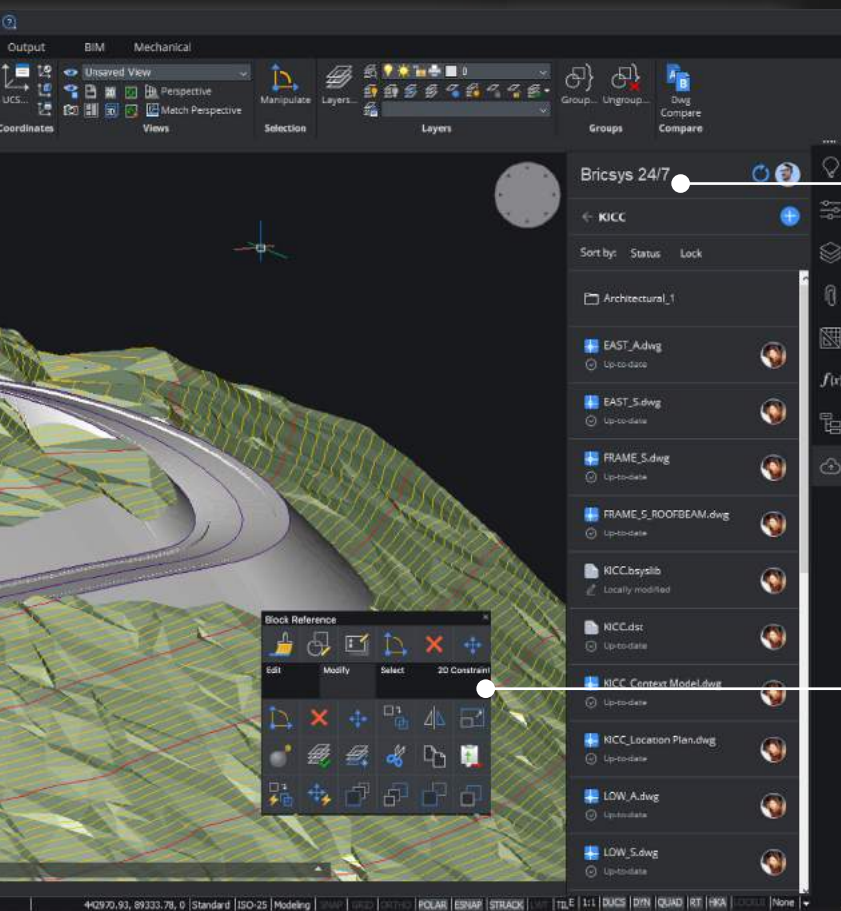 Output BIM Mechanical
Unsaved View
Perspective
Match Perspective
0
UCS... Manipulate Layers... Group... Ungroup... Dwg Compare
Coordinates Views Selection Layers Groups Compare
Bricsys 24/7
KICC
Sort by: Status Lock
Architectural_1
EAST_A.dwg
Up-to-date
EAST_S.dwg
Up-to-date
FRAME_S.dwg
Up-to-date
FRAME_S_ROOFBEAM.dwg
Up-to-date
KICC.bsyslib
Locally modified
KICC.dst
Up-to-date
KICC_Context Model.dwg
Up-to-date
KICC_Location Plan.dwg
Up-to-date
LOW_A.dwg
Up-to-date
LOW_S.dwg
Up-to-date
Block Reference
Edit Modify Select 2D Constraint
442970.93, 89333.78, 0 Standard ISO-25 Modeling SNAP GRID ORTHO POLAR ESNAP STRACK LWT TILE 1:1 DUCS DYN QUAD RT HKA LOCKUI None